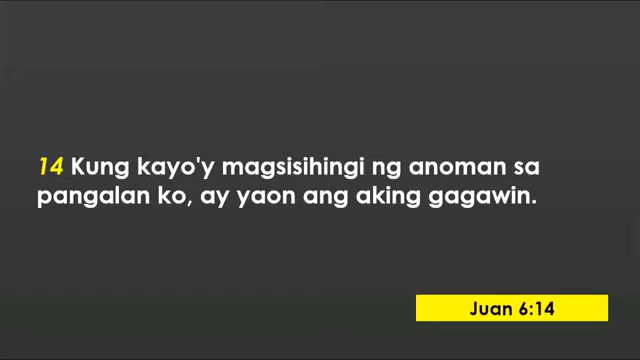 14 Kung kayo'y magsisihingi ng anoman sa
pangalan ko, ay yaon ang aking gagawin.
Juan 6:14